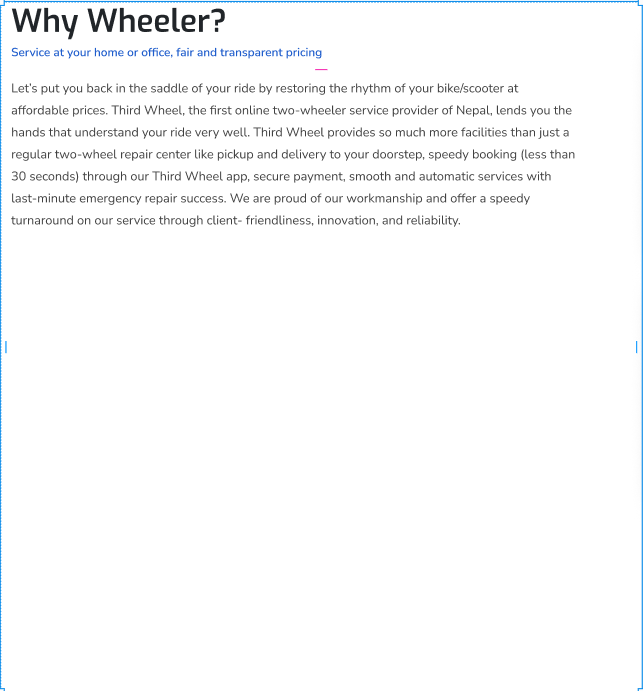 Why Wheeler?
Service at your home or office, fair and transparent pricing
Let's put you back in the saddle of your ride by restoring the rhythm of your bike/scooter at
affordable prices. Third Wheel, the first online two-wheeler service provider of Nepal, lends you the
hands that understand your ride very well. Third Wheel provides so much more facilities than just a
regular two-wheel repair center like pickup and delivery to your doorstep, speedy booking (less than
30 seconds) through our Third Wheel app, secure payment, smooth and automatic services with
last-minute emergency repair success. We are proud of our workmanship and offer a speedy
turnaround on our service through client- friendliness, innovation, and reliability.